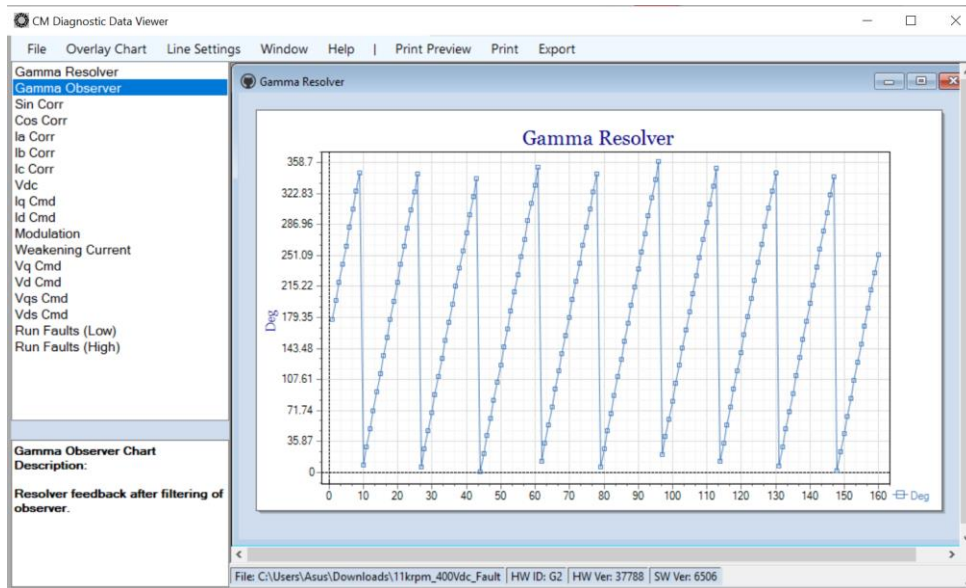 CM Diagnostic Data Viewer
File Overlay Chart Line Settings Window Help | Print Preview Print Export
Gamma Resolver
Gamma Observer
Sin Corr
Cos Corr
Ia Corr
Ib Corr
Ic Corr
Vdc
Iq Cmd
Id Cmd
Modulation
Weakening Current
Vq Cmd
Vd Cmd
Vqs Cmd
Vds Cmd
Run Faults (Low)
Run Faults (High)
Gamma Observer Chart
Description:
Resolver feedback after filtering of
observer.
Gamma Resolver
Gamma Resolver
358.7
322.83
286.96
251.09
215.22
179.35
143.48
107.61
71.74
35.87
0
Deg
0 10 20 30 40 50 60 70 80 90 100 110 120 130 140 150 160
Deg
File: C:\Users\Asus\Downloads\11krpm_400Vdc_Fault HW ID: G2 HW Ver: 37788 SW Ver: 6506